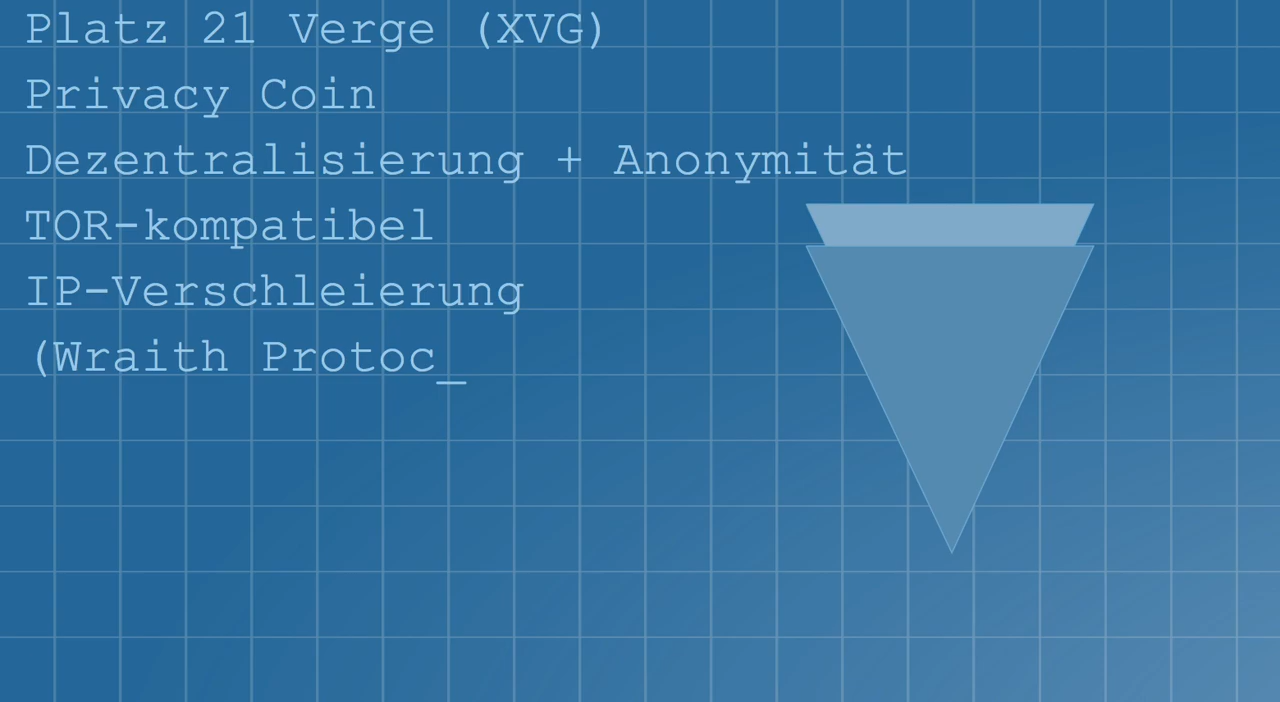 Platz 21 Verge (XVG)
Privacy Coin
Dezentralisierung + Anonymität
TOR-kompatibel
IP-Verschleierung
(Wraith Protoc_